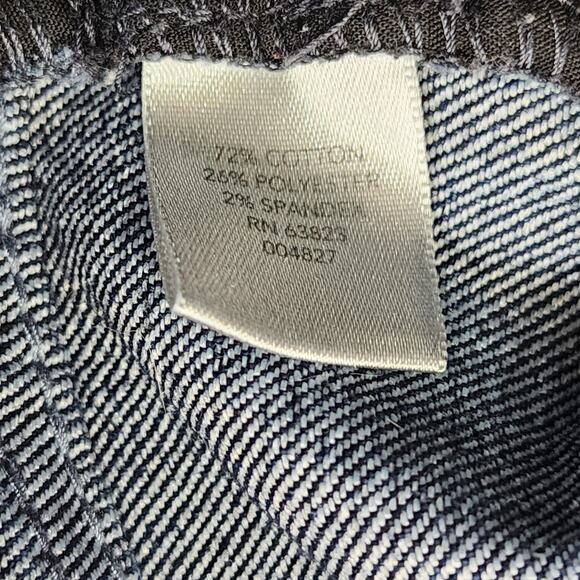 72% COTTON
26% POLYESTER
2% SPANDEX
RN 63823
004827